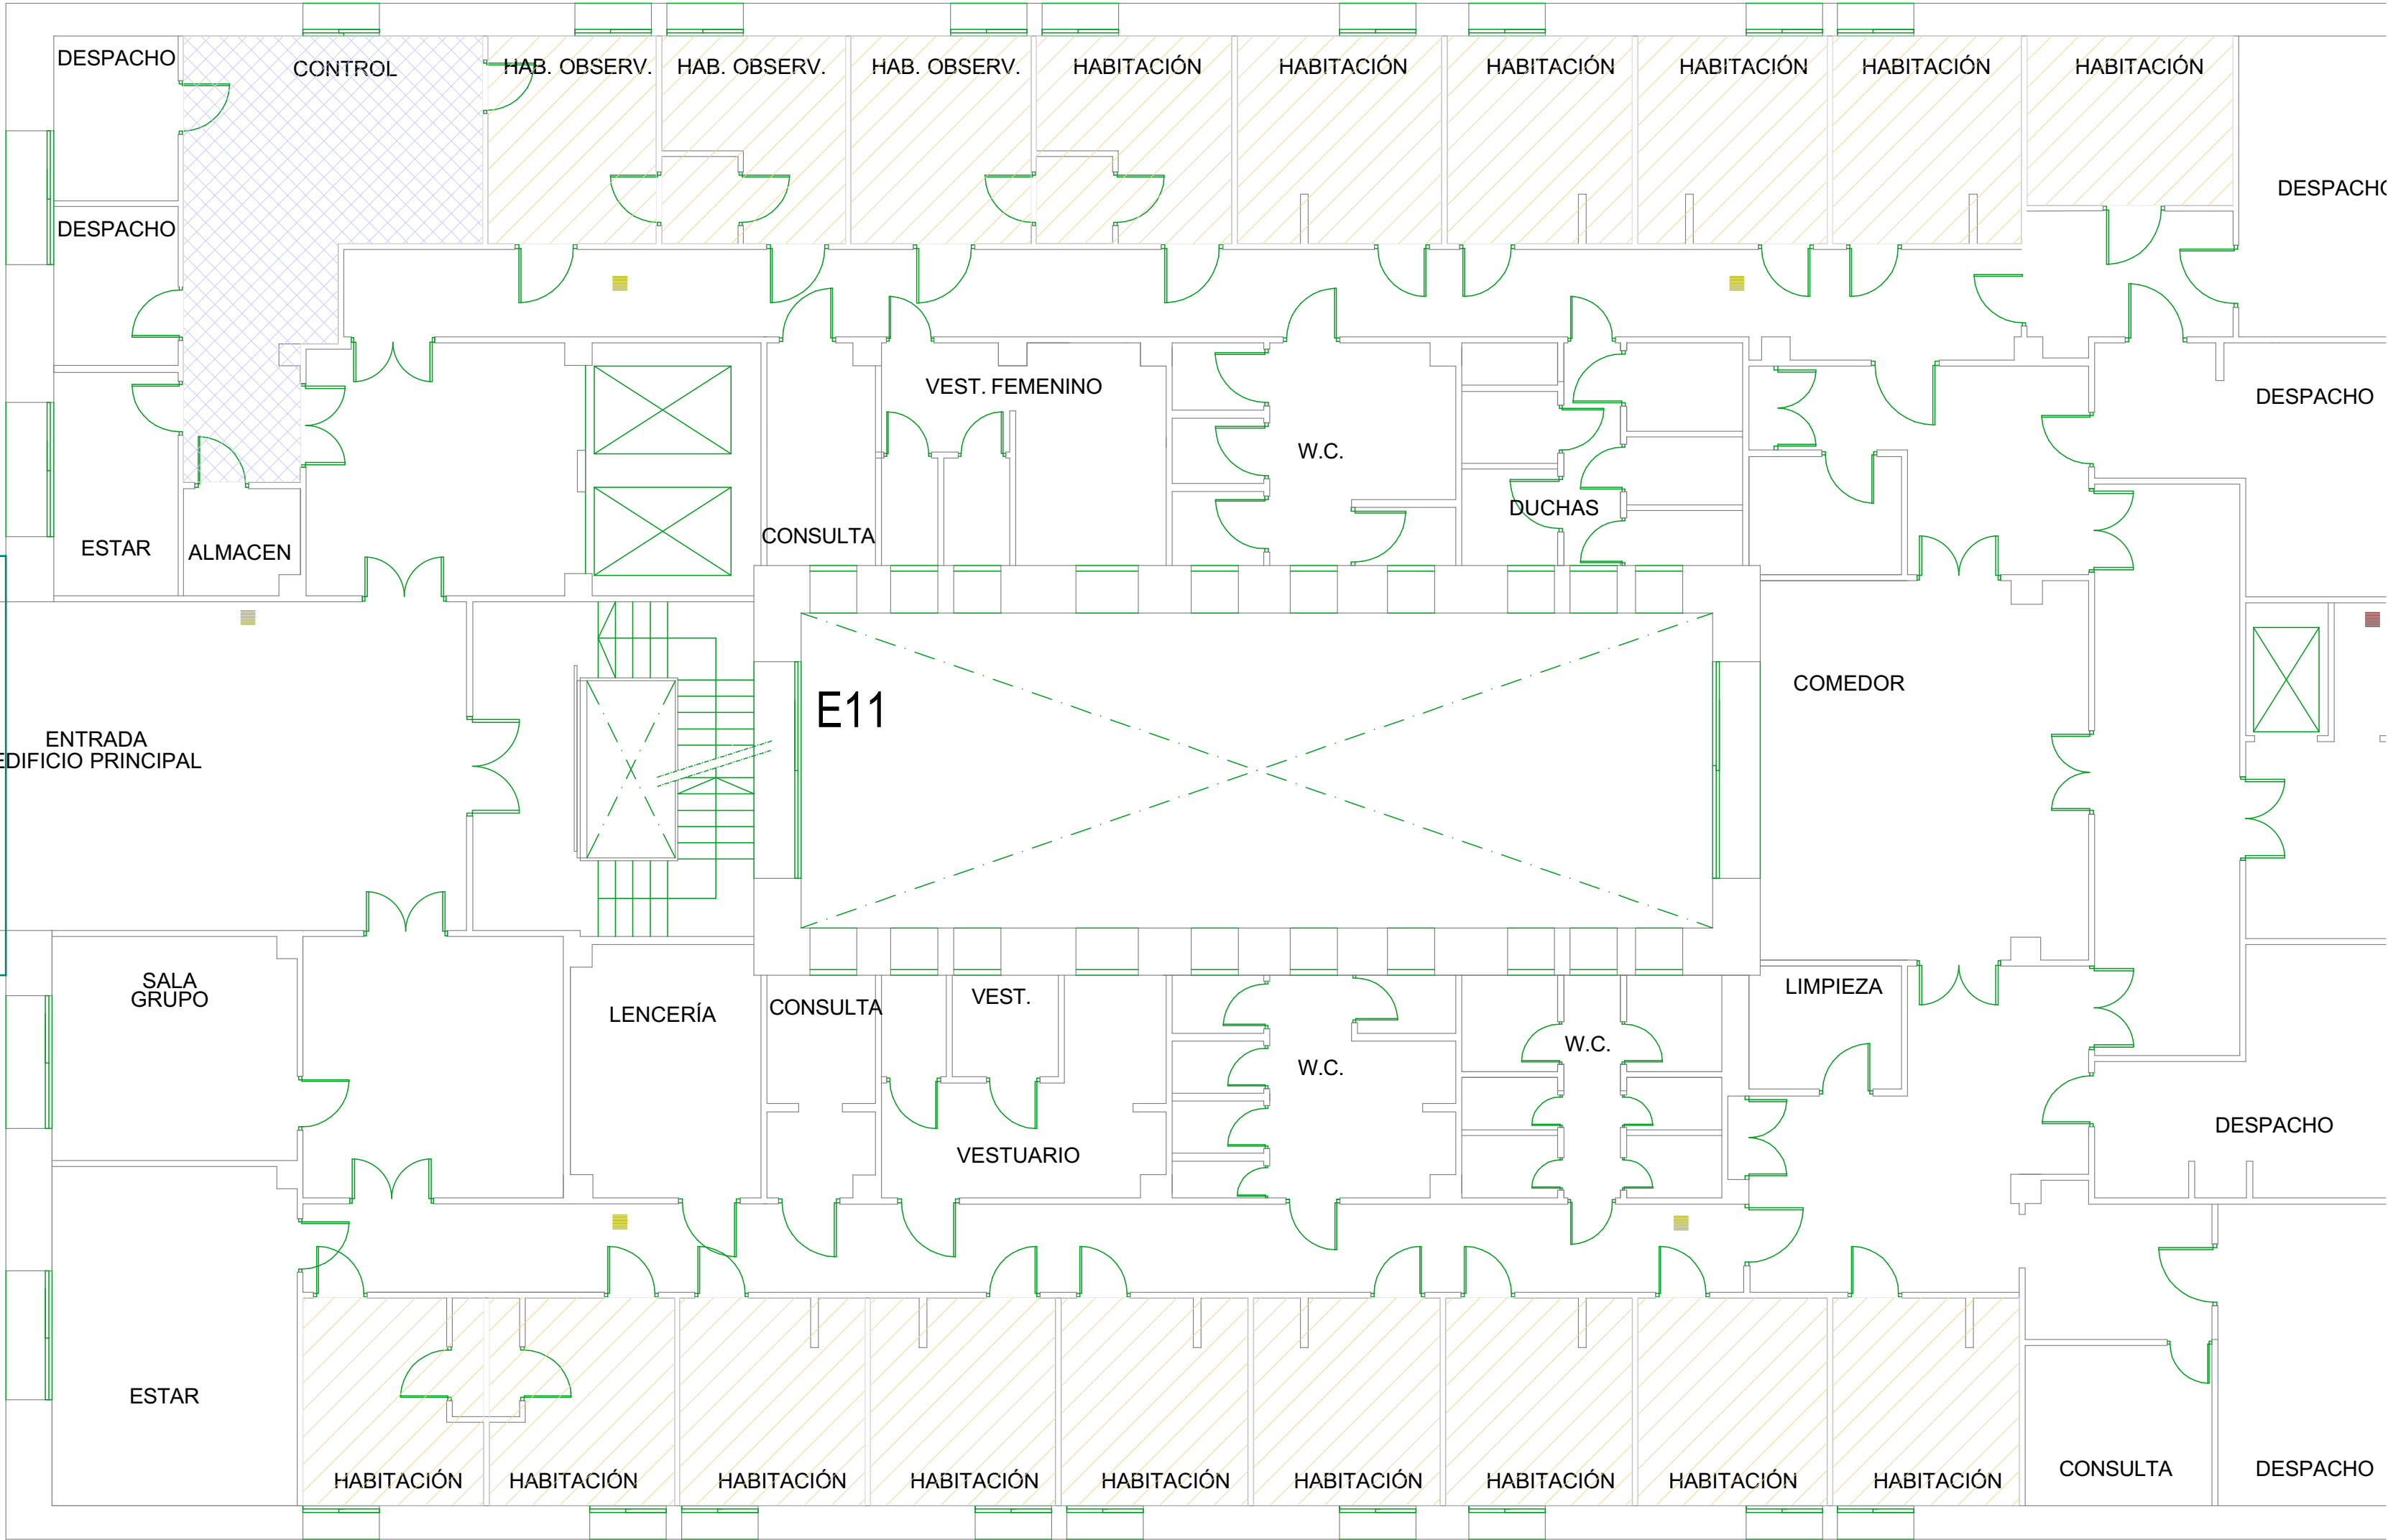 DESPACHO
CONTROL
HAB. OBSERV.
HAB. OBSERV.
HAB. OBSERV.
HABITACIÓN
HABITACIÓN
HABITACIÓN
HABITACIÓN
HABITACIÓN
HABITACIÓN
DESPACHO
DESPACHO
VEST. FEMENINO
DESPACHO
W.C.
DUCHAS
CONSULTA
ESTAR
ALMACEN
COMEDOR
E11
ENTRADA
EDIFICIO PRINCIPAL
SALA
GRUPO
LENCERÍA
CONSULTA
VEST.
LIMPIEZA
W.C.
W.C.
VESTUARIO
DESPACHO
ESTAR
HABITACIÓN
HABITACIÓN
HABITACIÓN
HABITACIÓN
HABITACIÓN
HABITACIÓN
HABITACIÓN
HABITACIÓN
HABITACIÓN
CONSULTA
DESPACHO